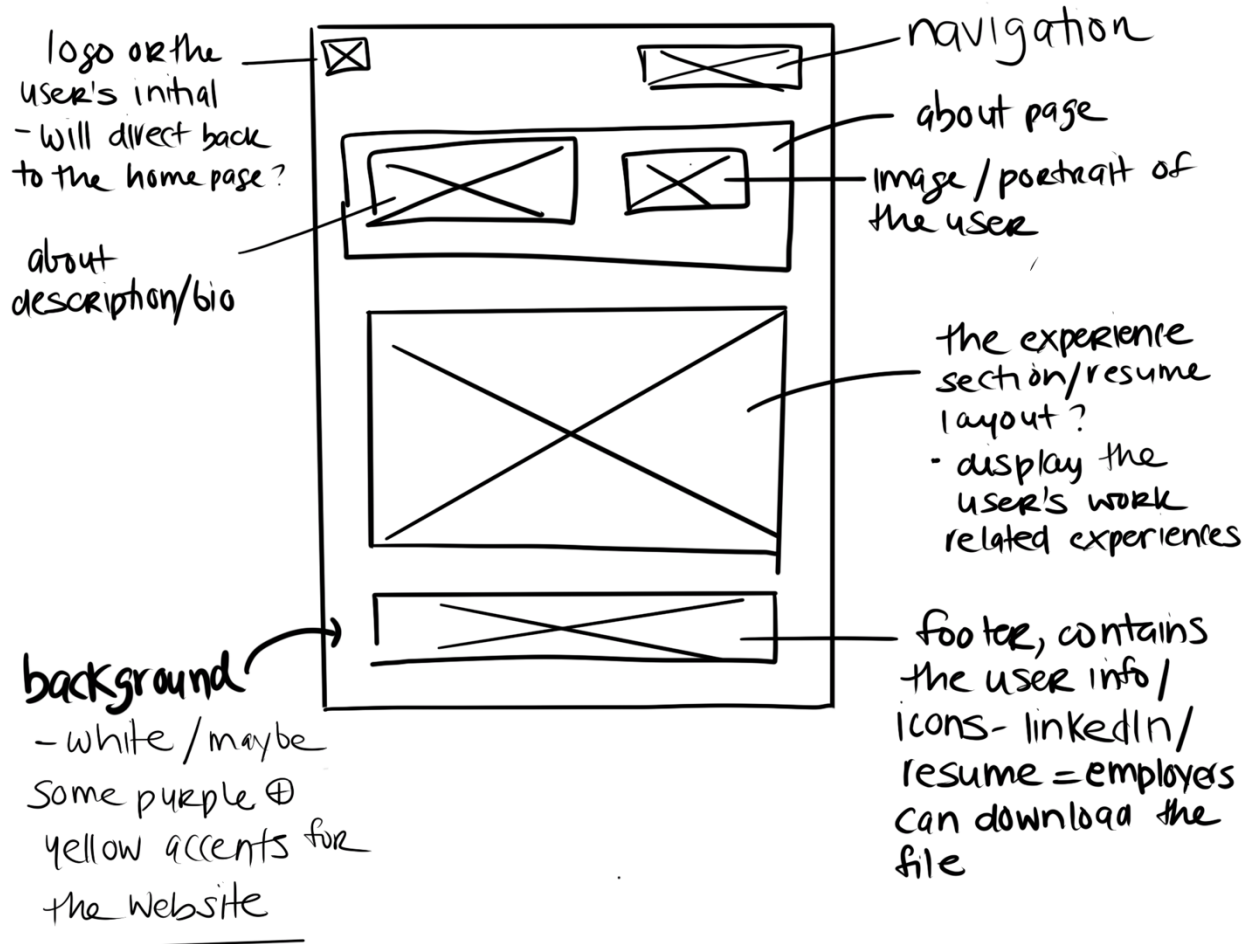 logo or the
user's initial
- will direct back
to the home page?
navigation
about page
image/portrait of
the user
about
description/bio
the experience
section/resume
layout?
- display the
user's work
related experiences
background
- white/maybe
some purple ⊕
yellow accents for
the website
footer, contains
the user info/
icons- linkedIn/
resume = employers
can download the
file